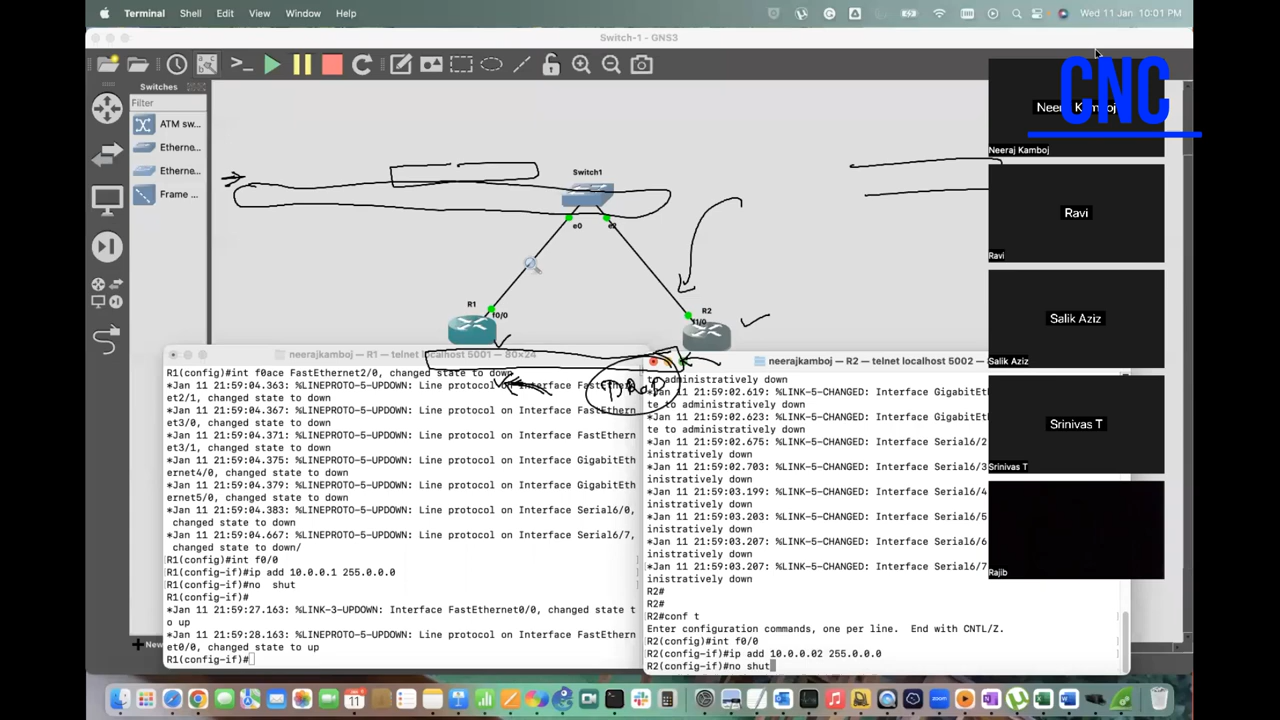 Terminal Shell Edit View Window Help Wed 11 Jan 10:01 PM
Switch-1 - GNS3
Switches
Filter
ATM sw...
Etherne...
Etherne...
Frame ...
New
CNC
Neeraj Kamboj
Neeraj Kamboj
Ravi
Ravi
Salik Aziz
Salik Aziz
Srinivas T
Srinivas T
Rajib
Switch1
e0
R1
f0/0
R2
f1/0
neerajkamboj — R1 — telnet localhost 5001 — 80×24
R1(config)#int f0ace FastEthernet2/0, changed state to down
*Jan 11 21:59:04.363: %LINEPROTO-5-UPDOWN: Line protocol on Interface FastEthern
et2/1, changed state to down
*Jan 11 21:59:04.367: %LINEPROTO-5-UPDOWN: Line protocol on Interface FastEthern
et3/0, changed state to down
*Jan 11 21:59:04.371: %LINEPROTO-5-UPDOWN: Line protocol on Interface FastEthern
et3/1, changed state to down
*Jan 11 21:59:04.375: %LINEPROTO-5-UPDOWN: Line protocol on Interface GigabitEth
ernet4/0, changed state to down
*Jan 11 21:59:04.379: %LINEPROTO-5-UPDOWN: Line protocol on Interface GigabitEth
ernet5/0, changed state to down
*Jan 11 21:59:04.383: %LINEPROTO-5-UPDOWN: Line protocol on Interface Serial6/0,
changed state to down
*Jan 11 21:59:04.667: %LINEPROTO-5-UPDOWN: Line protocol on Interface Serial6/7,
changed state to down/
R1(config)#int f0/0
R1(config-if)#ip add 10.0.0.1 255.0.0.0
R1(config-if)#no  shut
R1(config-if)#
*Jan 11 21:59:27.163: %LINK-3-UPDOWN: Interface FastEthernet0/0, changed state t
o up
*Jan 11 21:59:28.163: %LINEPROTO-5-UPDOWN: Line protocol on Interface FastEthern
et0/0, changed state to up
R1(config-if)#
neerajkamboj — R2 — telnet localhost 5002
to administratively down
*Jan 11 21:59:02.619: %LINK-5-CHANGED: Interface GigabitEth
te to administratively down
*Jan 11 21:59:02.623: %LINK-5-CHANGED: Interface GigabitEth
te to administratively down
*Jan 11 21:59:02.675: %LINK-5-CHANGED: Interface Serial6/2
inistratively down
*Jan 11 21:59:02.703: %LINK-5-CHANGED: Interface Serial6/3
inistratively down
*Jan 11 21:59:03.199: %LINK-5-CHANGED: Interface Serial6/4
inistratively down
*Jan 11 21:59:03.203: %LINK-5-CHANGED: Interface Serial6/5
inistratively down
*Jan 11 21:59:03.207: %LINK-5-CHANGED: Interface Serial6/6
inistratively down
*Jan 11 21:59:03.207: %LINK-5-CHANGED: Interface Serial6/7
inistratively down
R2#
R2#
R2#conf t
Enter configuration commands, one per line.  End with CNTL/Z.
R2(config)#int f0/0
R2(config-if)#ip add 10.0.0.02 255.0.0.0
R2(config-if)#no shut